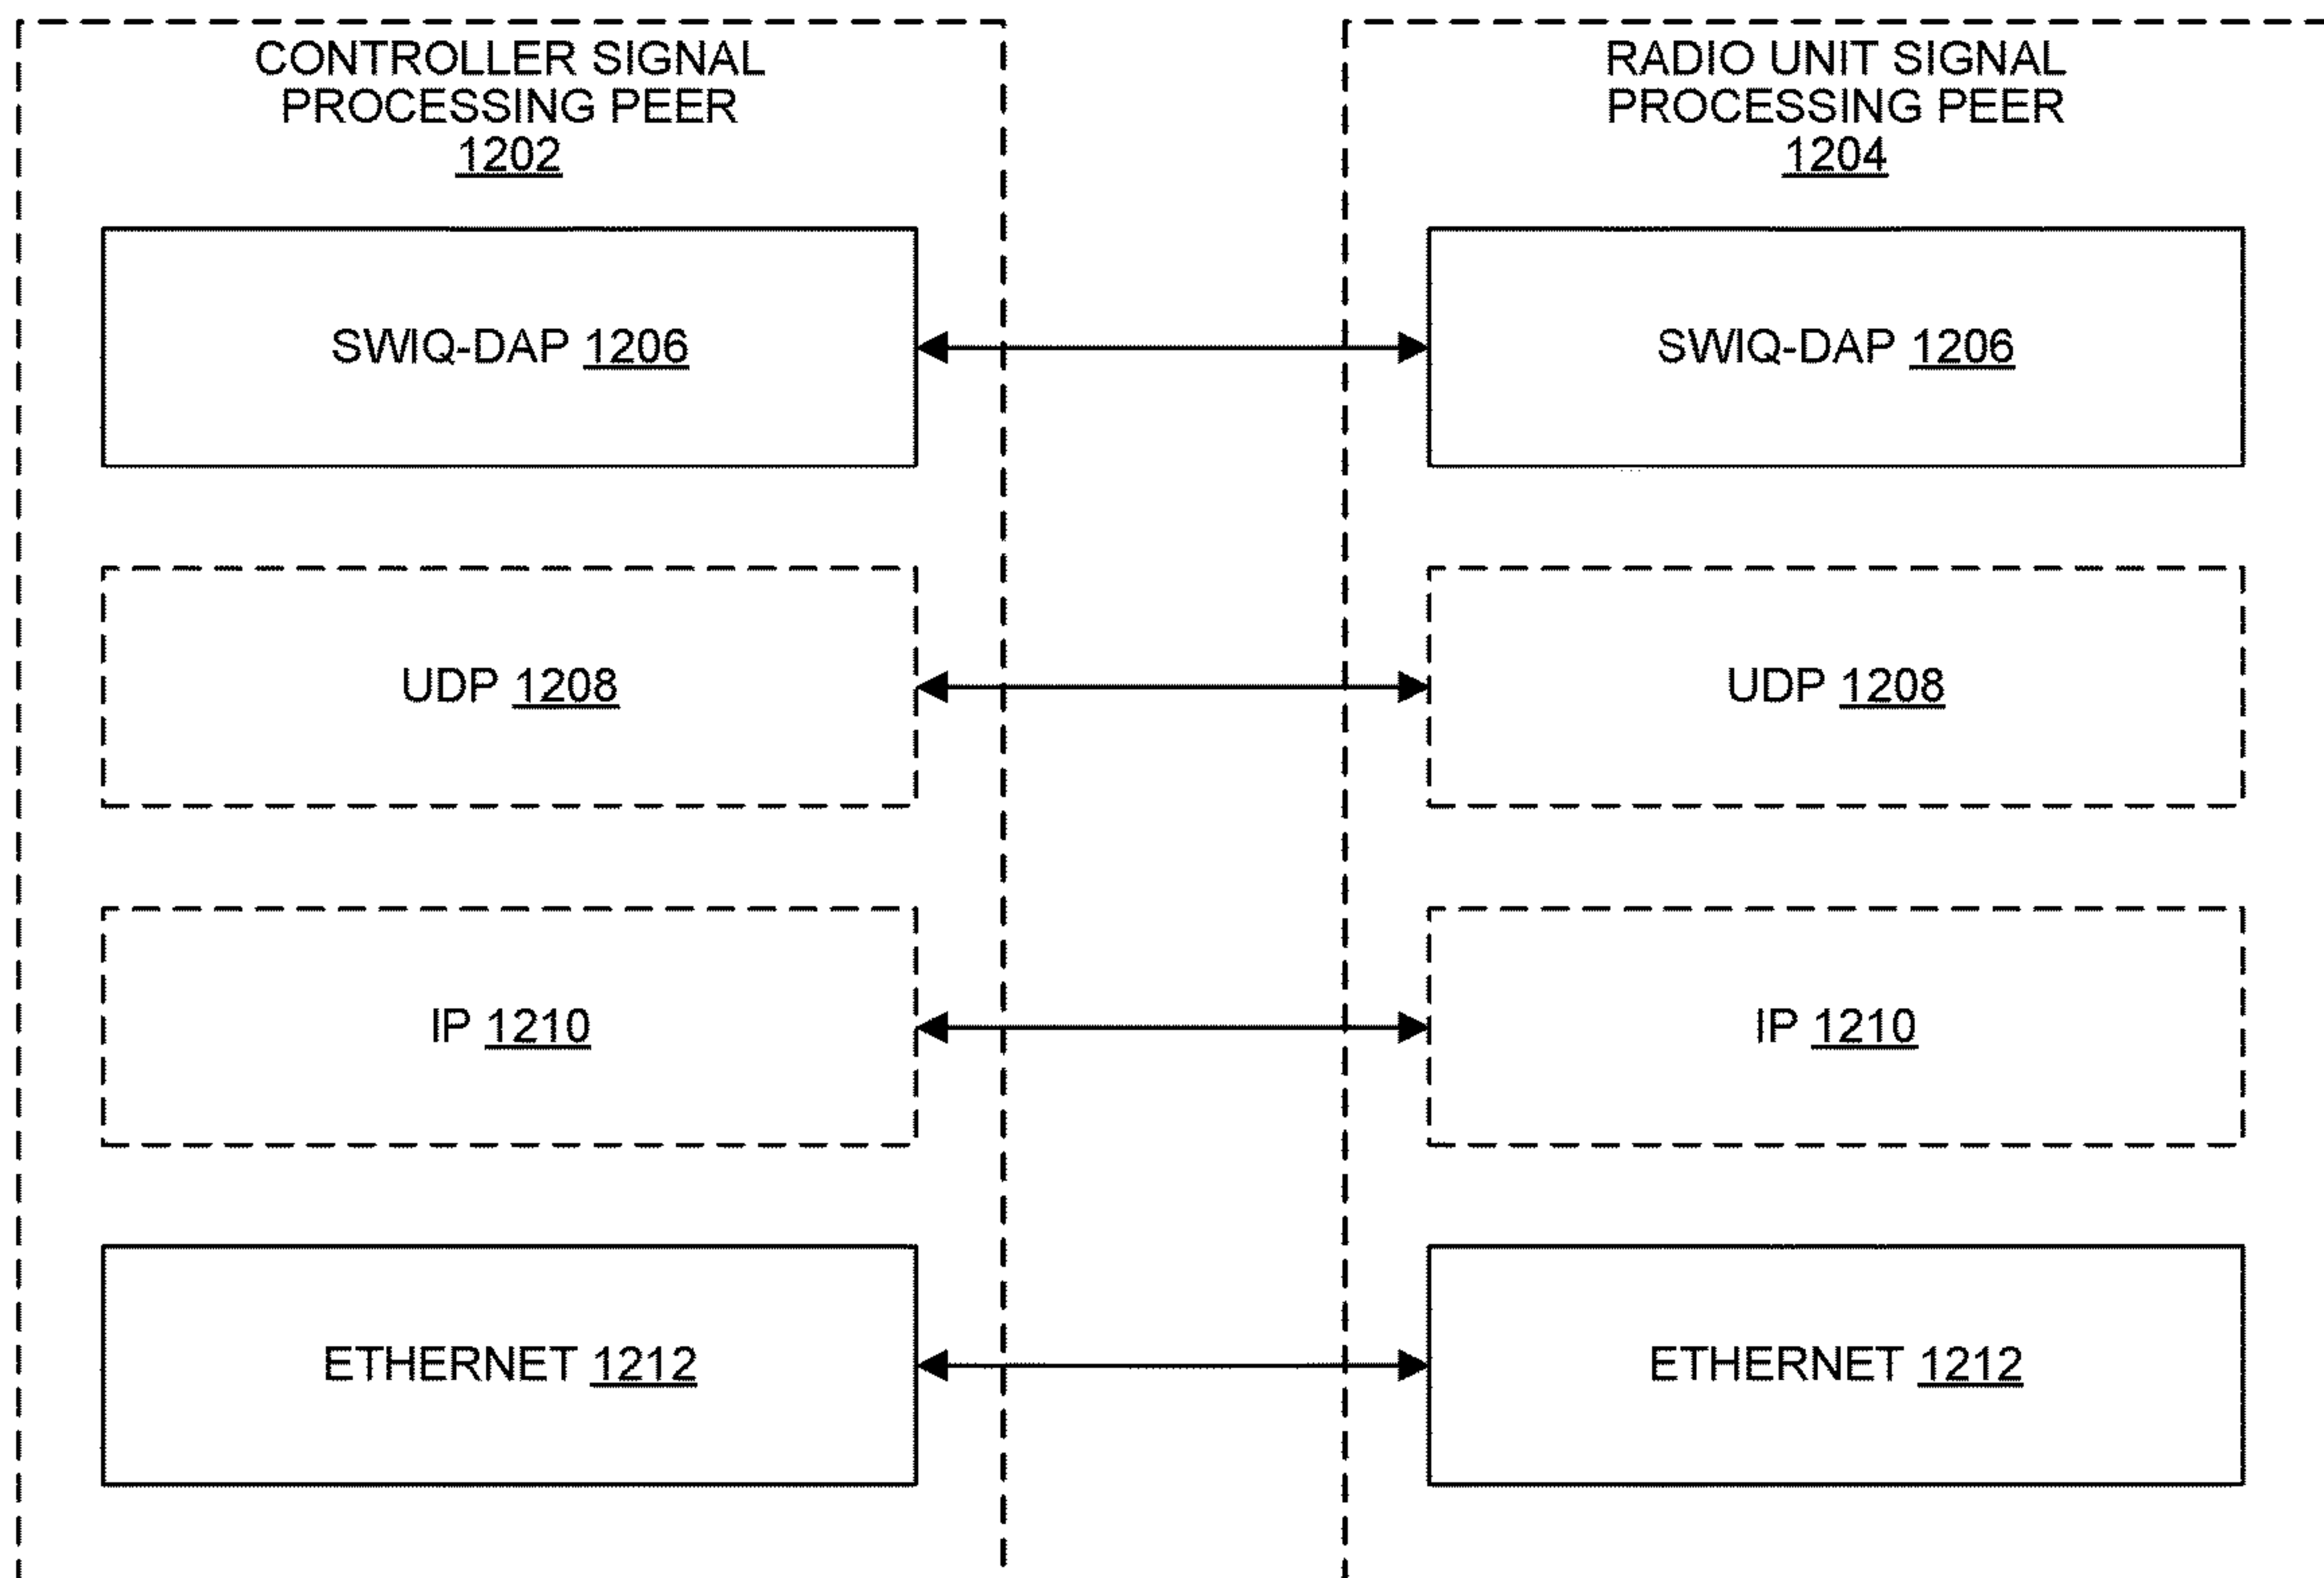 CONTROLLER SIGNAL
PROCESSING PEER
1202
RADIO UNIT SIGNAL
PROCESSING PEER
1204
SWIQ-DAP 1206
SWIQ-DAP 1206
UDP 1208
UDP 1208
IP 1210
IP 1210
ETHERNET 1212
ETHERNET 1212